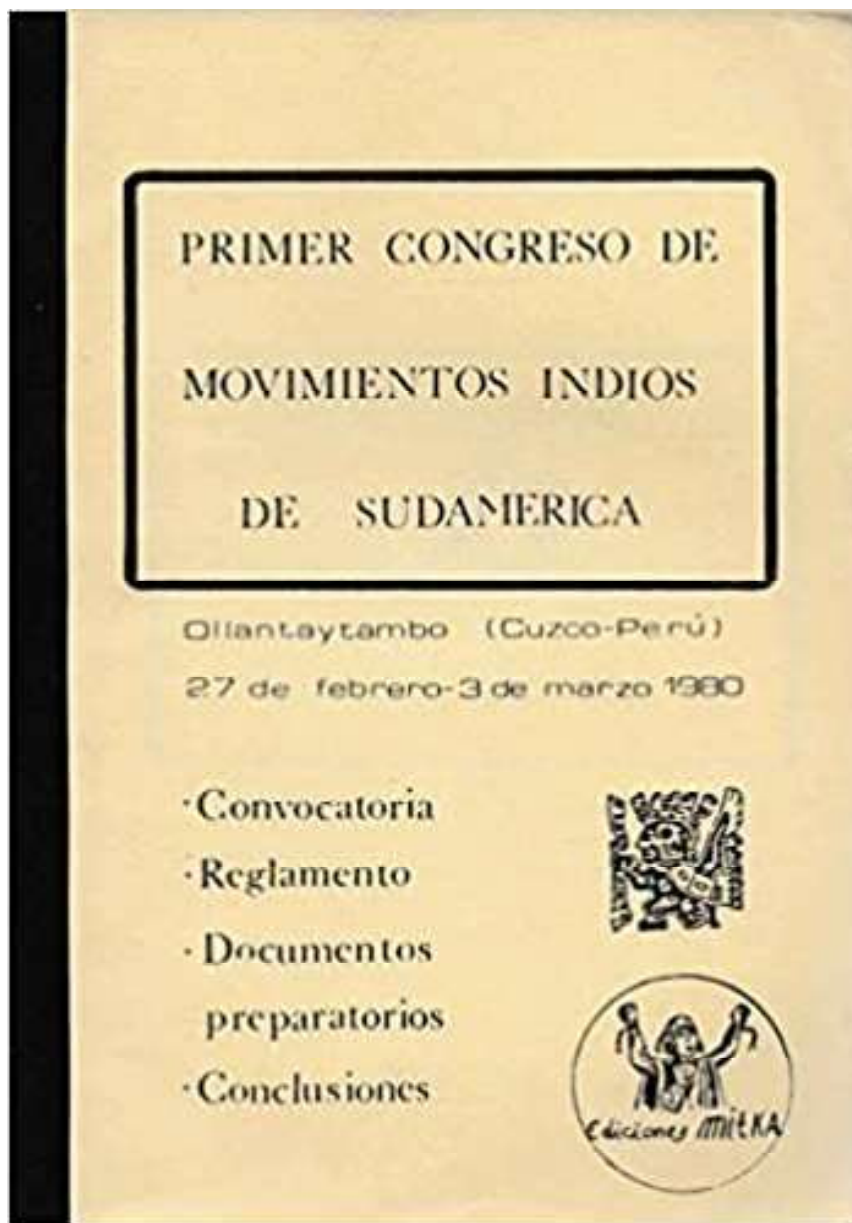 PRIMER CONGRESO DE
MOVIMIENTOS INDIOS
DE SUDAMERICA
Ollantaytambo (Cuzco-Perú)
27 de febrero-3 de marzo 1980
·Convocatoria
·Reglamento
·Documentos
preparatorios
·Conclusiones
Ediciones MITKA